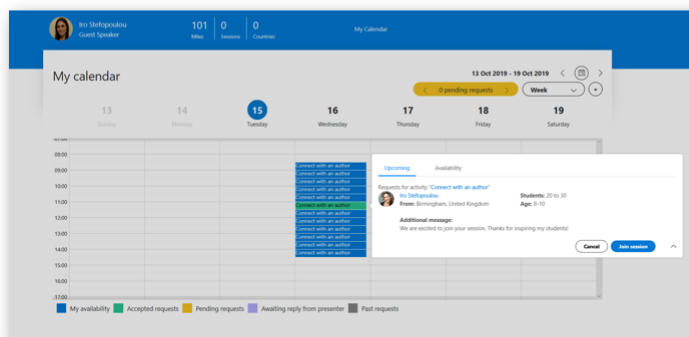 Iro Stefopoulou
Guest Speaker
101 0 0
Miles Sessions Countries
My Calendar
My calendar
13 Oct 2019 - 19 Oct 2019
0 pending requests
Week
13 14 15 16 17 18 19
Sunday Monday Tuesday Wednesday Thursday Friday Saturday
07:00
08:00
09:00
10:00
11:00
12:00
13:00
14:00
15:00
16:00
17:00
Connect with an author
Connect with an author
Connect with an author
Connect with an author
Connect with an author
Connect with an author
Connect with an author
Connect with an author
Connect with an author
Connect with an author
Connect with an author
Connect with an author
Upcoming Availability
Requests for activity "Connect with an author"
Iro Stefopoulou Students: 20 to 30
From: Birmingham, United Kingdom Age: 8-10
Additional message:
We are excited to join your session. Thanks for inspiring my students!
Cancel Join session
My availability Accepted requests Pending requests Awaiting reply from presenter Past requests